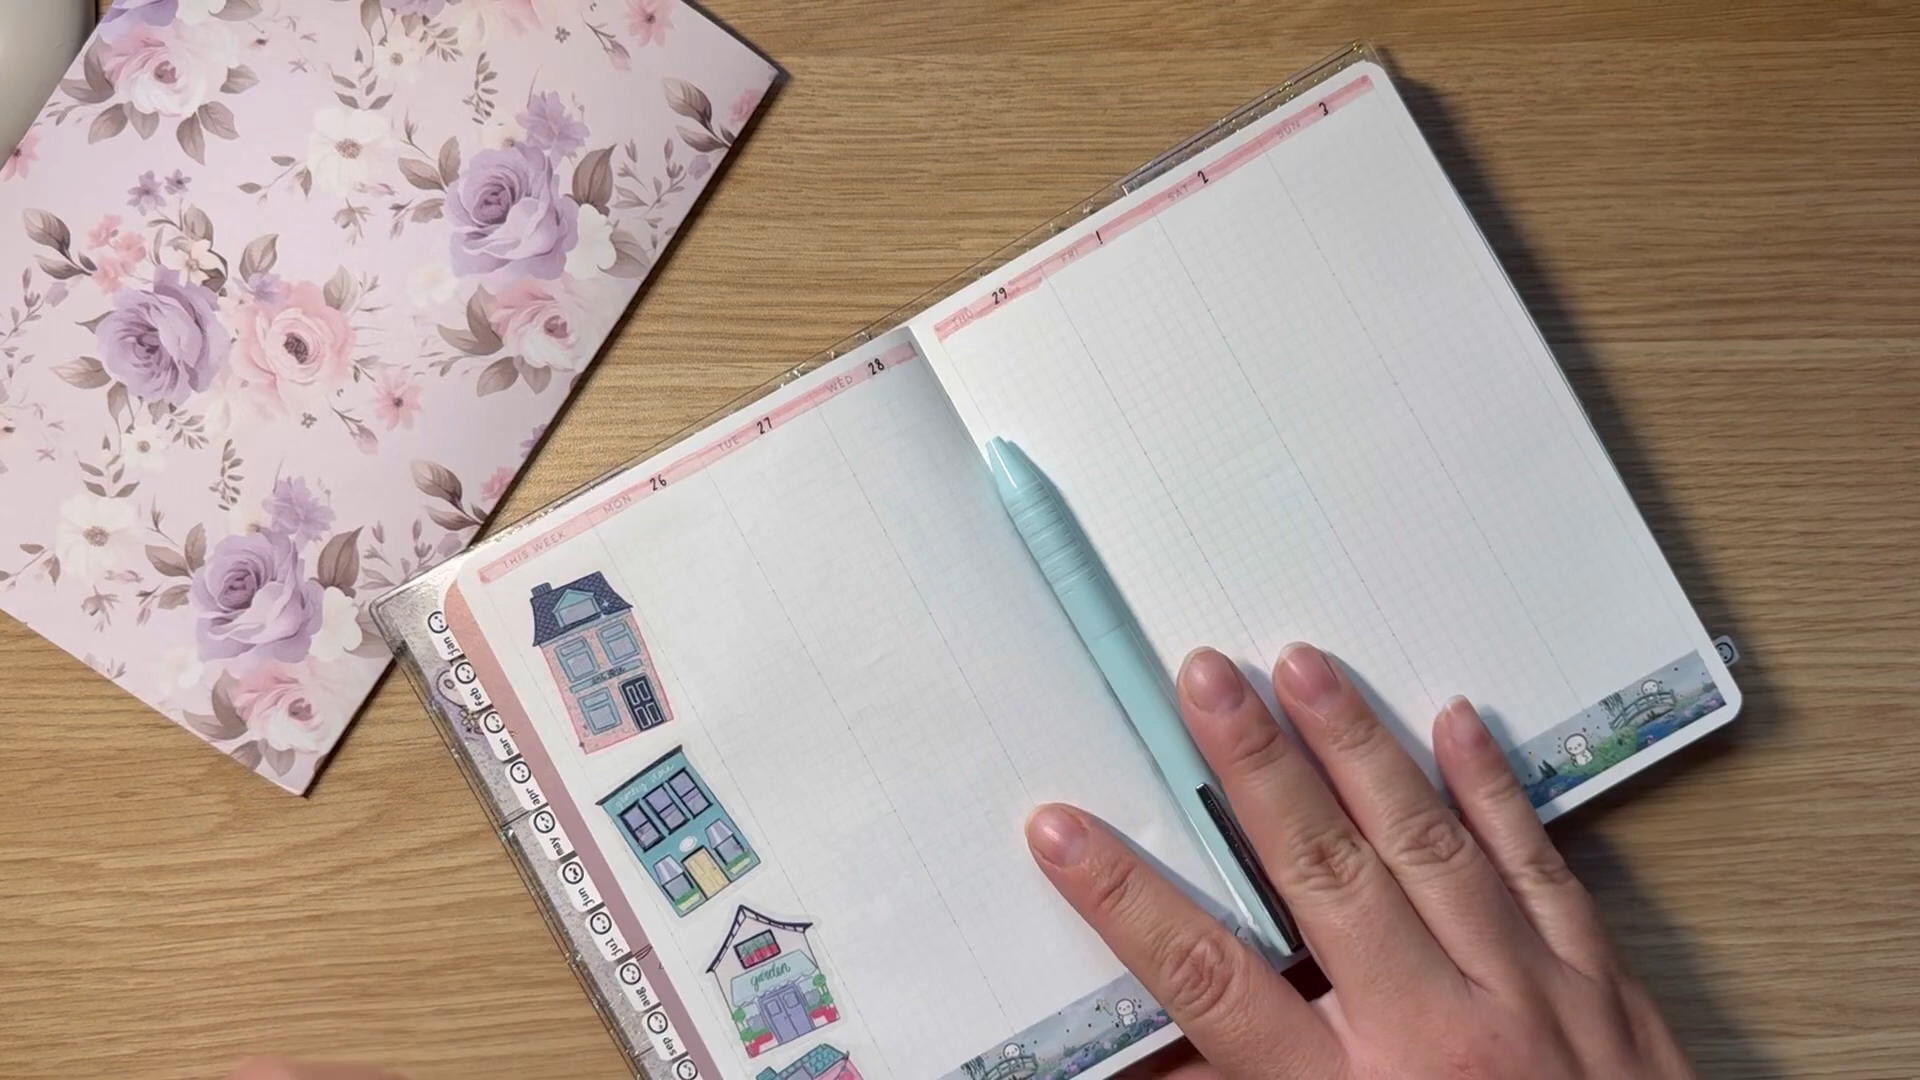 THIS WEEK
MON 26
TUE 27
WED 28
THU 29
FRI 1
SAT 2
SUN 3
garden
jan
feb
mar
apr
may
jun
jul
aug
sep